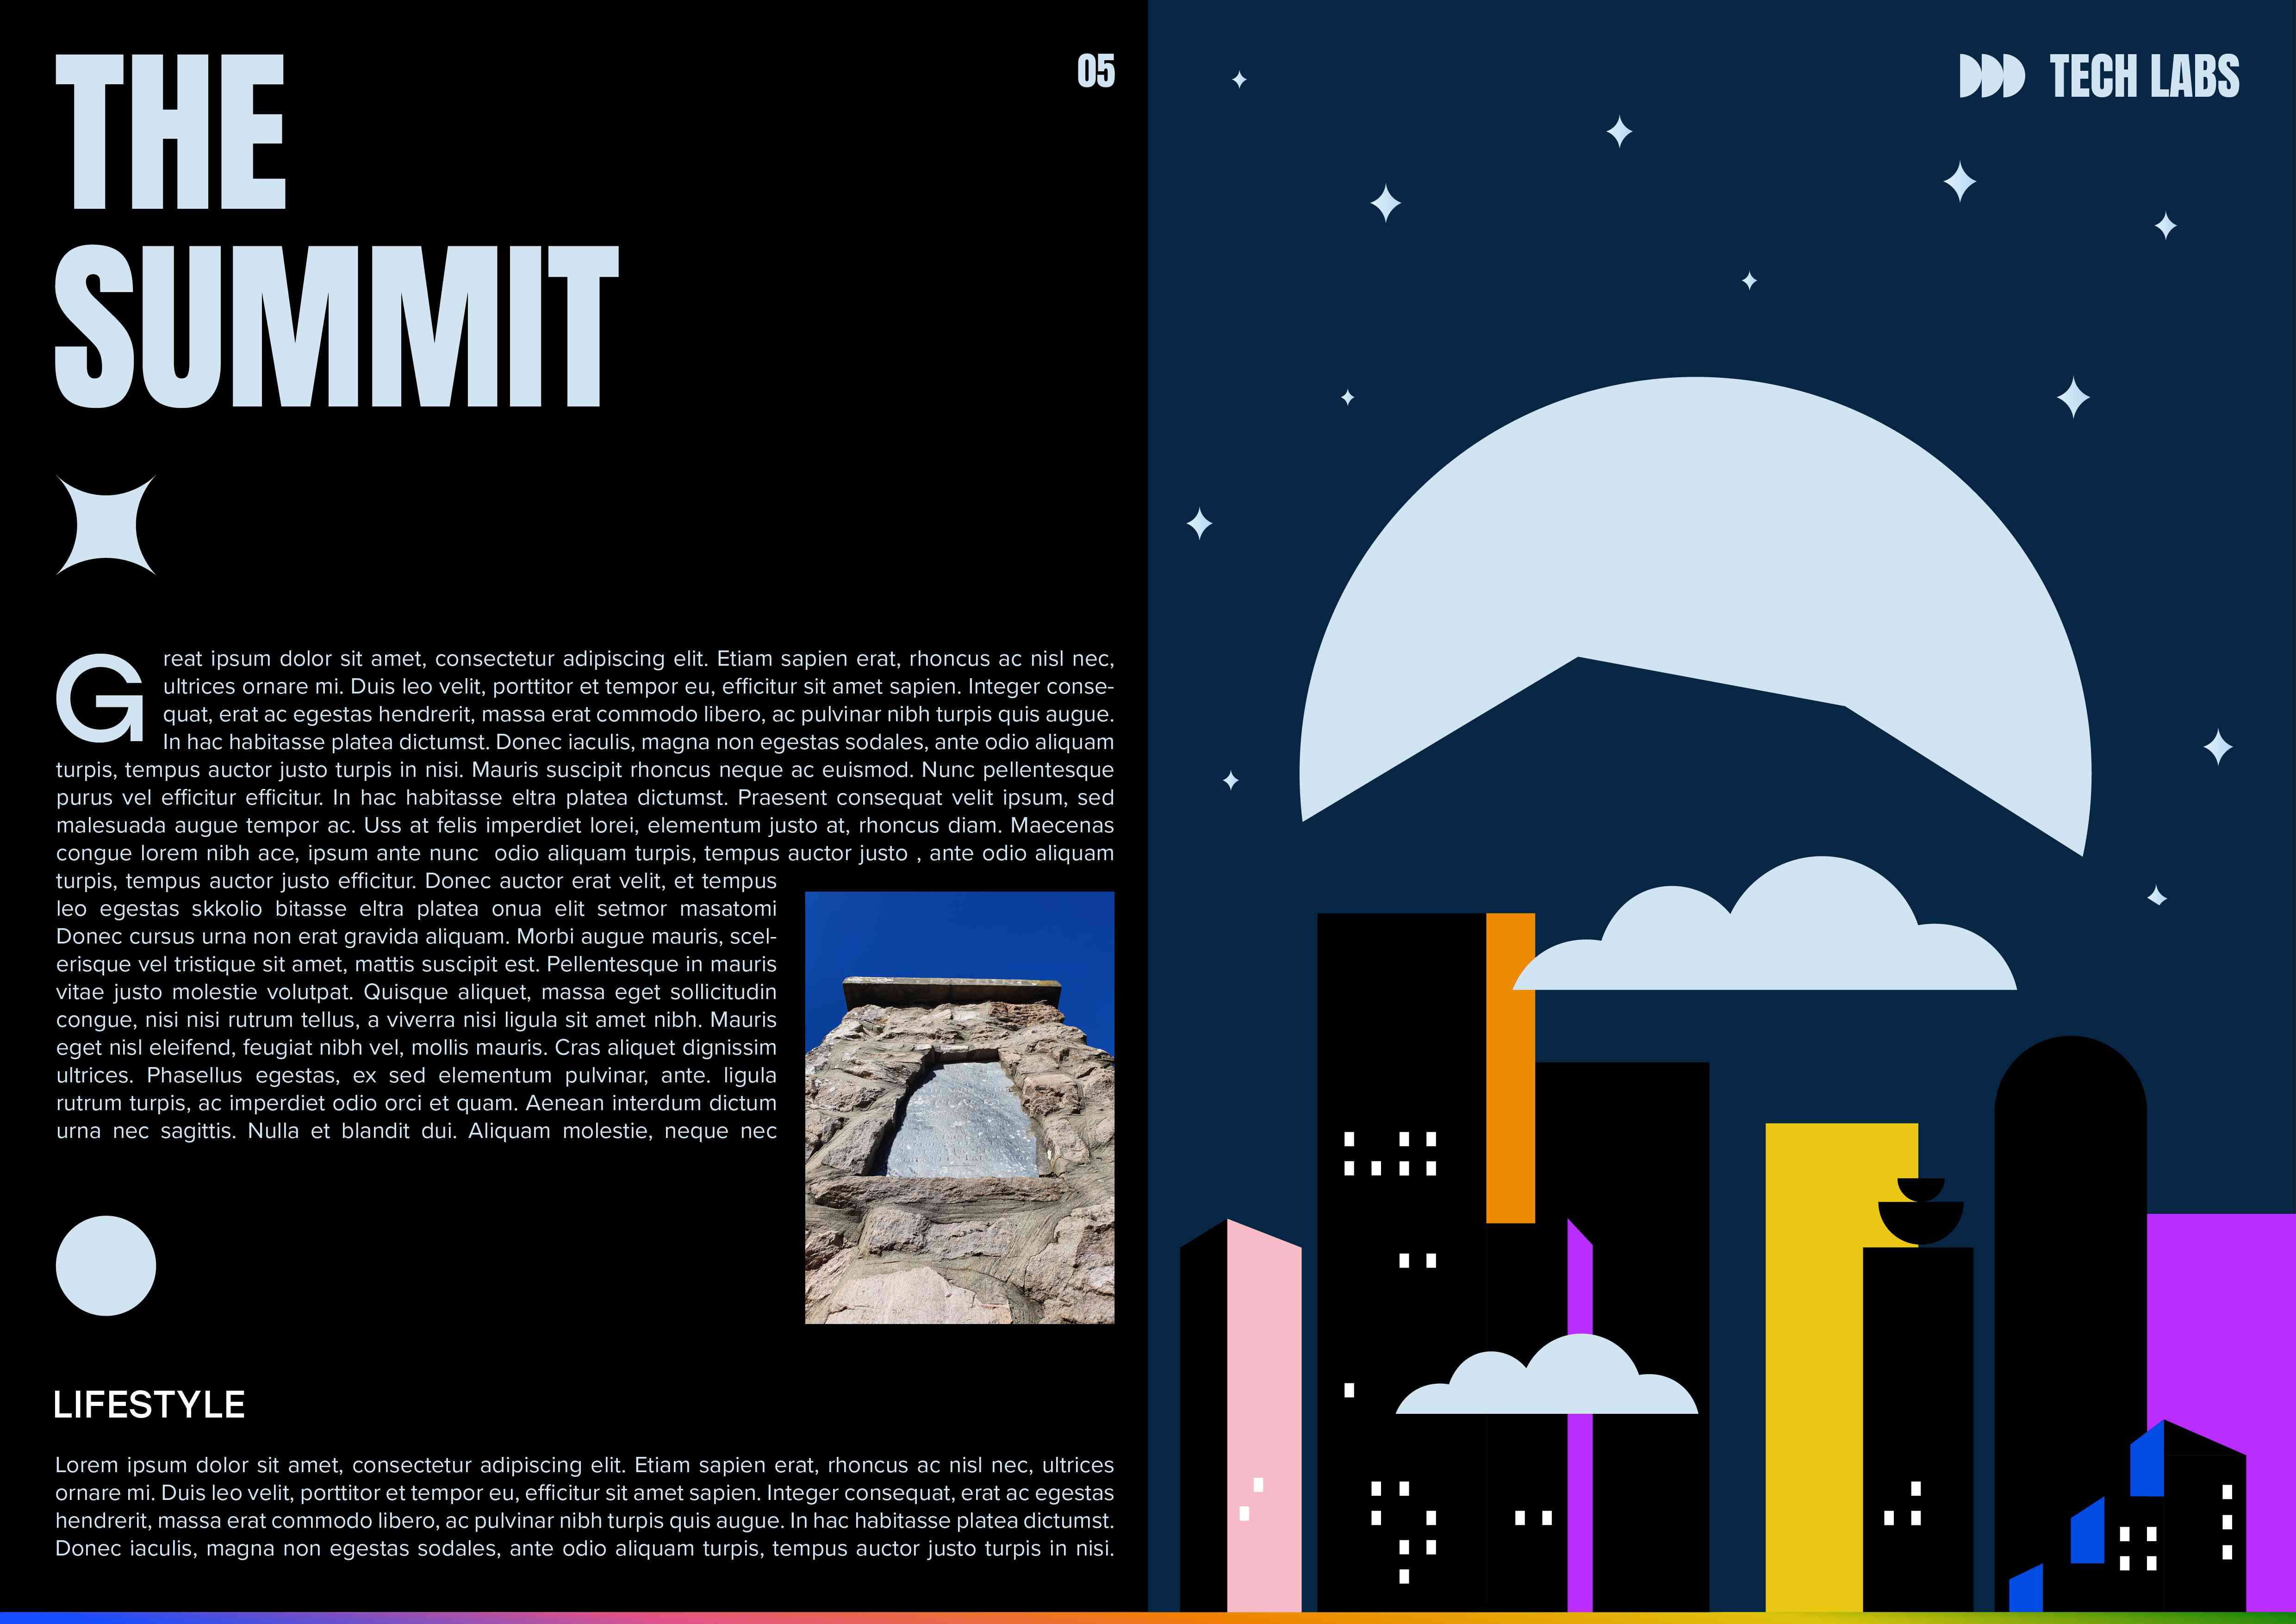 THE
SUMMIT
05
TECH LABS
Great ipsum dolor sit amet, consectetur adipiscing elit. Etiam sapien erat, rhoncus ac nisl nec,
ultrices ornare mi. Duis leo velit, porttitor et tempor eu, efficitur sit amet sapien. Integer conse-
quat, erat ac egestas hendrerit, massa erat commodo libero, ac pulvinar nibh turpis quis augue.
In hac habitasse platea dictumst. Donec iaculis, magna non egestas sodales, ante odio aliquam
turpis, tempus auctor justo turpis in nisi. Mauris suscipit rhoncus neque ac euismod. Nunc pellentesque
purus vel efficitur efficitur. In hac habitasse eltra platea dictumst. Praesent consequat velit ipsum, sed
malesuada augue tempor ac. Uss at felis imperdiet lorei, elementum justo at, rhoncus diam. Maecenas
congue lorem nibh ace, ipsum ante nunc  odio aliquam turpis, tempus auctor justo , ante odio aliquam
turpis, tempus auctor justo efficitur. Donec auctor erat velit, et tempus
leo egestas skkolio bitasse eltra platea onua elit setmor masatomi
Donec cursus urna non erat gravida aliquam. Morbi augue mauris, scel-
erisque vel tristique sit amet, mattis suscipit est. Pellentesque in mauris
vitae justo molestie volutpat. Quisque aliquet, massa eget sollicitudin
congue, nisi nisi rutrum tellus, a viverra nisi ligula sit amet nibh. Mauris
eget nisl eleifend, feugiat nibh vel, mollis mauris. Cras aliquet dignissim
ultrices. Phasellus egestas, ex sed elementum pulvinar, ante. ligula
rutrum turpis, ac imperdiet odio orci et quam. Aenean interdum dictum
urna nec sagittis. Nulla et blandit dui. Aliquam molestie, neque nec
LIFESTYLE
Lorem ipsum dolor sit amet, consectetur adipiscing elit. Etiam sapien erat, rhoncus ac nisl nec, ultrices
ornare mi. Duis leo velit, porttitor et tempor eu, efficitur sit amet sapien. Integer consequat, erat ac egestas
hendrerit, massa erat commodo libero, ac pulvinar nibh turpis quis augue. In hac habitasse platea dictumst.
Donec iaculis, magna non egestas sodales, ante odio aliquam turpis, tempus auctor justo turpis in nisi.